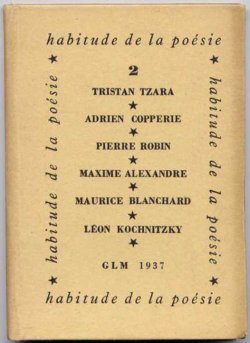 habitude de la poésie
habitude de la poésie
habitude de la poésie
2
TRISTAN TZARA
ADRIEN COPPERIE
PIERRE ROBIN
MAXIME ALEXANDRE
MAURICE BLANCHARD
LÉON KOCHNITZKY
GLM 1937
habitude de la poésie